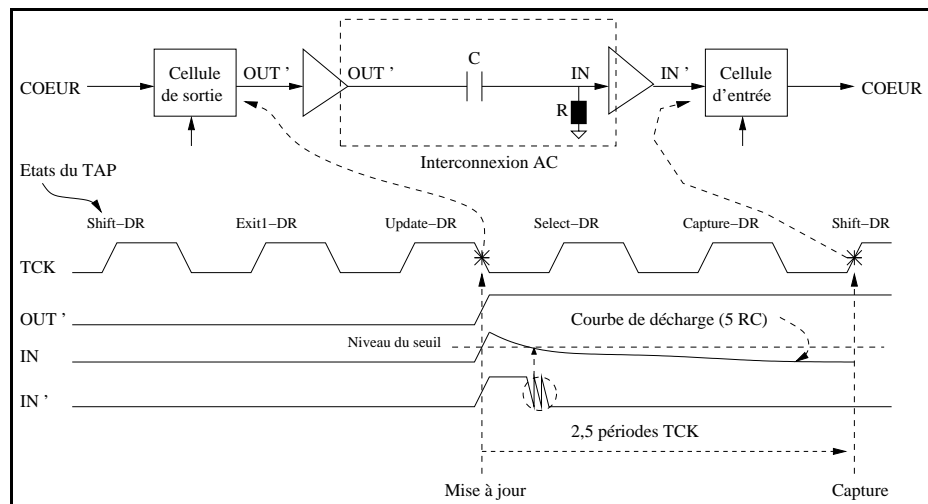 COEUR
Cellule
de sortie
OUT '
OUT '
C
IN
R
IN '
Cellule
d'entrée
COEUR
Interconnexion AC
Etats du TAP
Shift–DR
Exit1–DR
Update–DR
Select–DR
Capture–DR
Shift–DR
TCK
OUT '
Niveau du seuil
Courbe de décharge (5 RC)
IN
IN '
2,5 périodes TCK
Mise à jour
Capture